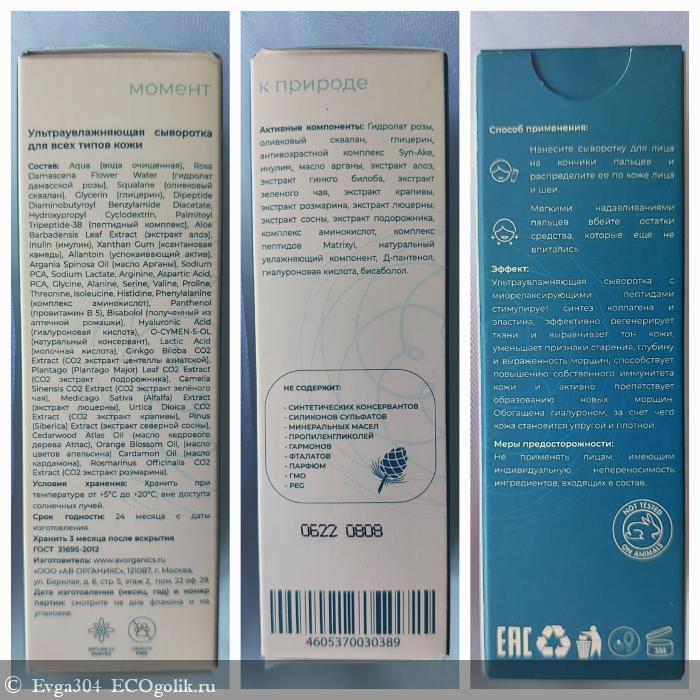 момент
Ультраувлажняющая сыворотка
для всех типов кожи
Состав: Aqua (вода очищенная), Rosa
Damascena Flower Water (гидролат
дамасской розы), Squalane (оливковый
сквалан), Glycerin (глицерин), Dipeptide
Diaminobutyroyl Benzylamide Diacetate,
Hydroxypropyl Cyclodextrin, Palmitoyl
Tripeptide-38 (пептидный комплекс), Aloe
Barbadensis Leaf Extract (экстракт алоэ),
Inulin (инулин), Xanthan Gum (ксантановая
камедь), Allantoin (успокаивающий актив),
Argania Spinosa Oil (масло Арганы), Sodium
PCA, Sodium Lactate, Arginine, Aspartic Acid,
PCA, Glycine, Alanine, Serine, Valine, Proline,
Threonine, Isoleucine, Histidine, Phenylalanine
(комплекс аминокислот), Panthenol
(провитамин В 5), Bisabolol (полученный из
аптечной ромашки), Hyaluronic Acid
(гиалуроновая кислота), O-CYMEN-5-OL
(натуральный консервант), Lactic Acid
(молочная кислота), Ginkgo Biloba CO2
Extract (CO2 экстракт центеллы азиатской),
Plantago (Plantago Major) Leaf CO2 Extract
(CO2 экстракт подорожника), Camelia
Sinensis CO2 Extract (CO2 экстракт зелёного
чая), Medicago Sativa (Alfalfa) Extract
(экстракт люцерны), Urtica Dioica CO2
Extract (CO2 экстракт крапивы), Pinus
(Siberica) Extract (экстракт северной сосны),
Cedarwood Atlas Oil (масло кедрового
дерева Атлас), Orange Blossom Oil, (масло
цветов апельсина) Cardamon Oil (масло
кардамона), Rosmarinus Officinalis CO2
Extract (CO2 экстракт розмарина).
Условия хранения: Хранить при
температуре от +5°С до +20°С, вне доступа
солнечных лучей.
Срок годности: 24 месяца с даты
изготовления.
Хранить 3 месяца после вскрытия
ГОСТ 31695-2012
Изготовитель: www.avorganics.ru
«ООО «АВ ОРГАНИКС», 121087, г. Москва,
ул. Барклая, д. 6, стр. 5, этаж 2, пом. 22 оф. 29.
Дата изготовления (месяц, год) и номер
партии: смотрите на дне флакона и на
упаковке.
NATURALLY
DERIVED
CRUELTY
FREE
к природе
Активные компоненты: Гидролат розы,
оливковый сквалан, глицерин,
антивозрастной комплекс Syn-Ake,
инулин, масло арганы, экстракт алоэ,
экстракт гинкго билоба, экстракт
зеленого чая, экстракт крапивы,
экстракт розмарина, экстракт люцерны,
экстракт сосны, экстракт подорожника,
комплекс аминокислот, комплекс
пептидов Matrixyl, натуральный
увлажняющий компонент, Д-пантенол,
гиалуроновая кислота, бисаболол.
НЕ СОДЕРЖИТ:
- СИНТЕТИЧЕСКИХ КОНСЕРВАНТОВ
- СИЛИКОНОВ СУЛЬФАТОВ
- МИНЕРАЛЬНЫХ МАСЕЛ
- ПРОПИЛЕНГЛИКОЛЕЙ
- ГАРМОНОВ
- ФТАЛАТОВ
- ПАРФЮМ
- ГМО
- PEG
0622 0808
4605370030389
Способ применения:
Нанесите сыворотку для лица
на кончики пальцев и
распределите ее по коже лица
и шеи.
Мягкими надавливаниями
пальцев вбейте остатки
средства, которые еще не
впитались.
Эффект:
Ультраувлажняющая сыворотка с
миорелаксирующими пептидами
стимулирует синтез коллагена и
эластина, эффективно регенерирует
ткани и выравнивает тон кожи,
уменьшает признаки старения, глубину
и выраженность морщин, способствует
повышению собственного иммунитета
кожи и активно препятствует
образованию новых морщин.
Обогащена гиалуроном, за счет чего
кожа становится упругой и плотной.
Меры предосторожности:
Не применять лицам, имеющим
индивидуальную непереносимость
ингредиентов, входящих в состав.
NOT TESTED
ON ANIMALS
EAC
3M
Evga304 ECOgolik.ru